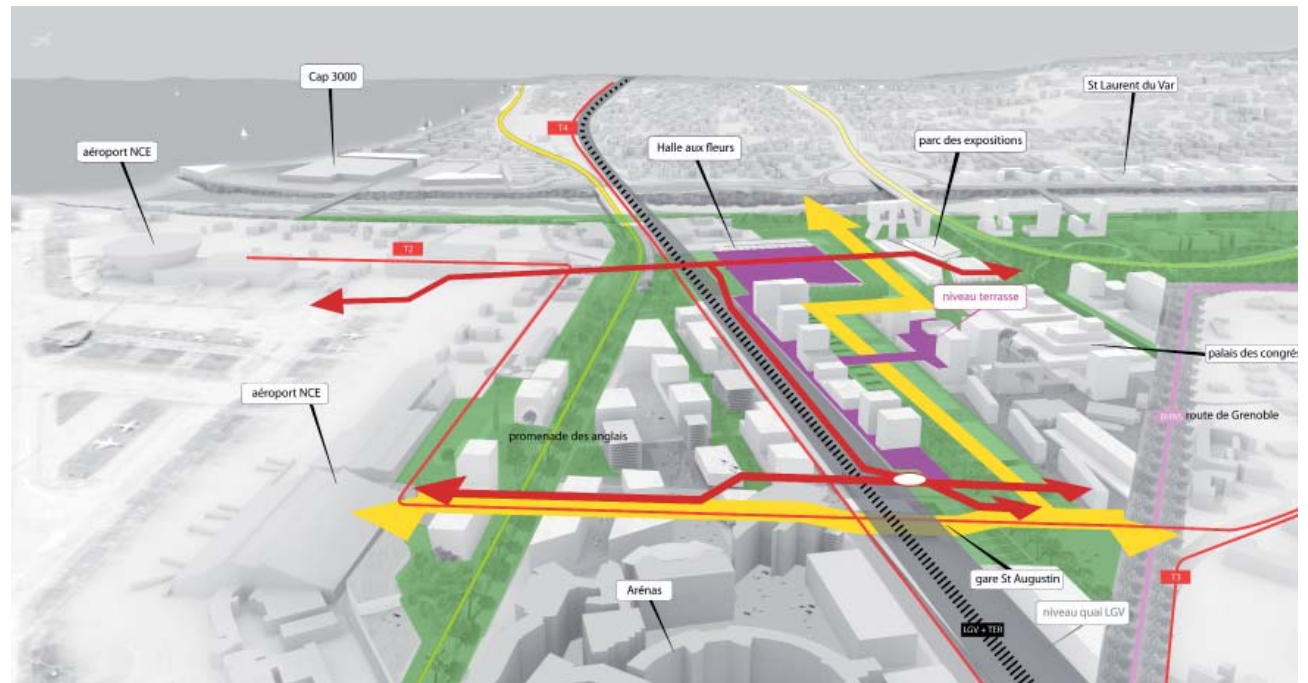 Cap 3000
St Laurent du Var
T4
aéroport NCE
Halle aux fleurs
parc des expositions
T2
niveau terrasse
palais des congrés
aéroport NCE
route de Grenoble
promenade des anglais
T3
gare St Augustin
Arénas
niveau quai LGV
LGV + TER